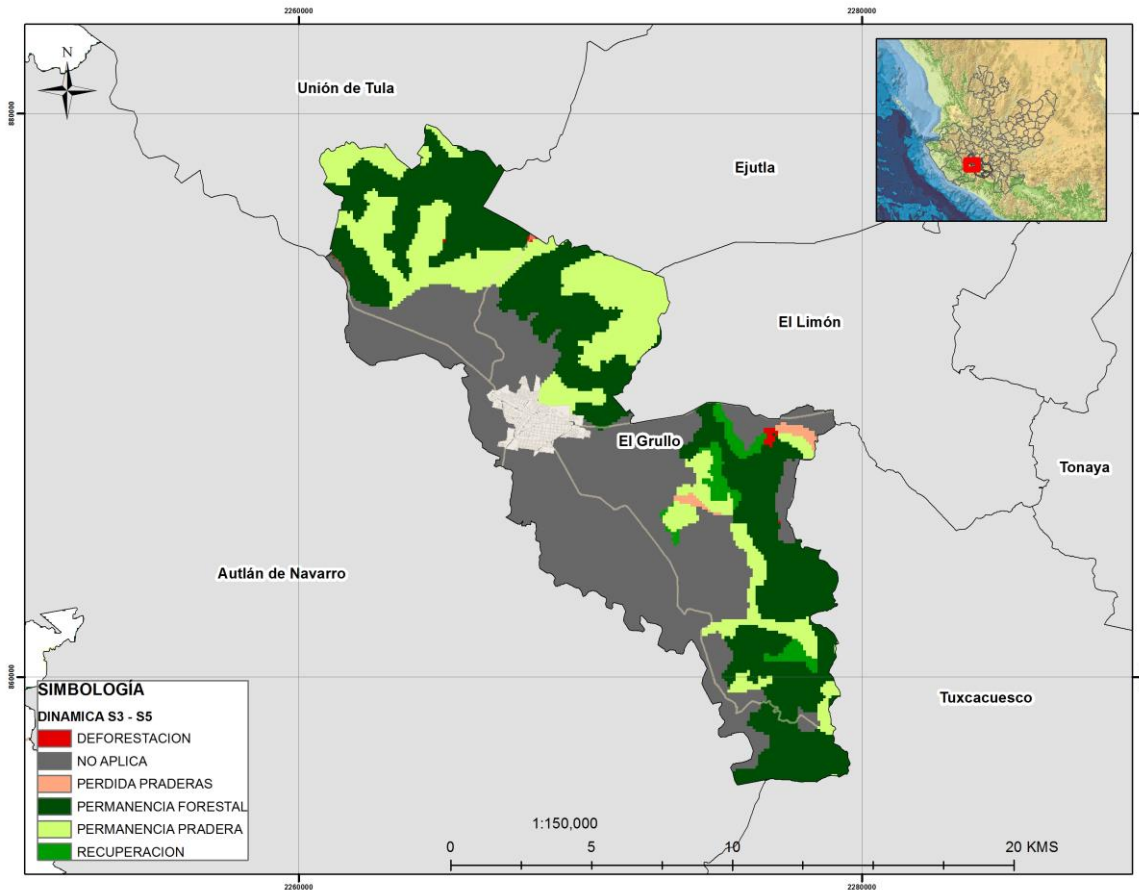 2260000
2280000
N
Unión de Tula
880000
880000
Ejutla
El Limón
El Grullo
Tonaya
Autlán de Navarro
860000
860000
Tuxcacuesco
SIMBOLOGÍA
DINAMICA S3 - S5
DEFORESTACION
NO APLICA
PERDIDA PRADERAS
PERMANENCIA FORESTAL
PERMANENCIA PRADERA
RECUPERACION
1:150,000
0 5 10 20 KMS
2260000
2280000